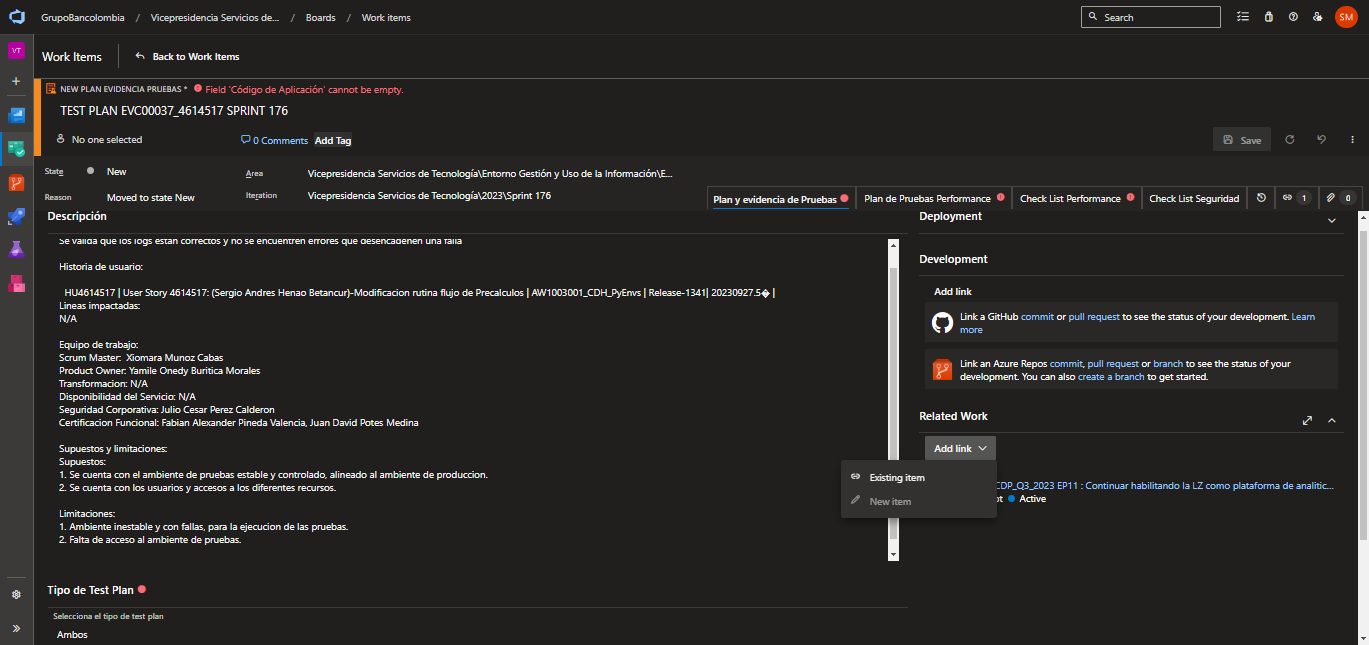 GrupoBancolombia / Vicepresidencia Servicios de... / Boards / Work items
Search
SM
VT
Work Items
Back to Work Items
NEW PLAN EVIDENCIA PRUEBAS * Field 'Código de Aplicación' cannot be empty.
TEST PLAN EVC00037_4614517 SPRINT 176
No one selected
0 Comments
Add Tag
Save
State
New
Area
Vicepresidencia Servicios de Tecnología\Entorno Gestión y Uso de la Información\E...
Reason
Moved to state New
Iteration
Vicepresidencia Servicios de Tecnología\2023\Sprint 176
Plan y evidencia de Pruebas
Plan de Pruebas Performance
Check List Performance
Check List Seguridad
1
0
Descripción
Se valida que los logs estan correctos y no se encuentren errores que desencadenen una falla
Historia de usuario:
HU4614517 | User Story 4614517: (Sergio Andres Henao Betancur)-Modificacion rutina flujo de Precalculos | AW1003001_CDH_PyEnvs | Release-1341| 20230927.5� |
Lineas impactadas:
N/A
Equipo de trabajo:
Scrum Master: Xiomara Munoz Cabas
Product Owner: Yamile Onedy Buritica Morales
Transformacion: N/A
Disponibilidad del Servicio: N/A
Seguridad Corporativa: Julio Cesar Perez Calderon
Certificacion Funcional: Fabian Alexander Pineda Valencia, Juan David Potes Medina
Supuestos y limitaciones:
Supuestos:
1. Se cuenta con el ambiente de pruebas estable y controlado, alineado al ambiente de produccion.
2. Se cuenta con los usuarios y accesos a los diferentes recursos.
Limitaciones:
1. Ambiente inestable y con fallas, para la ejecucion de las pruebas.
2. Falta de acceso al ambiente de pruebas.
Tipo de Test Plan
Selecciona el tipo de test plan
Ambos
Deployment
Development
Add link
Link a GitHub commit or pull request to see the status of your development. Learn
more
Link an Azure Repos commit, pull request or branch to see the status of your
development. You can also create a branch to get started.
Related Work
Add link
Existing item
New item
CDP_Q3_2023 EP11 : Continuar habilitando la LZ como plataforma de analitic...
Active